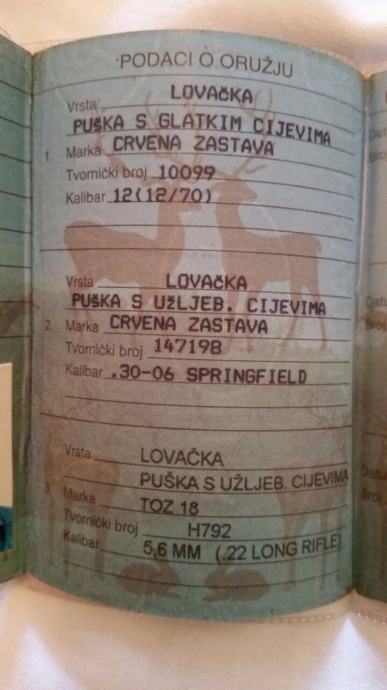 PODACI O ORUŽJU
Vrsta LOVAČKA
PUŠKA S GLATKIM CIJEVIMA
1. Marka CRVENA ZASTAVA
Tvornički broj 10099
Kalibar 12(12/70)
Vrsta LOVAČKA
PUŠKA S UŽLJEB. CIJEVIMA
2. Marka CRVENA ZASTAVA
Tvornički broj 147198
Kalibar .30-06 SPRINGFIELD
Vrsta LOVAČKA
PUŠKA S UŽLJEB. CIJEVIMA
3. Marka TOZ 18
Tvornički broj H792
Kalibar 5,6 MM (.22 LONG RIFLE)